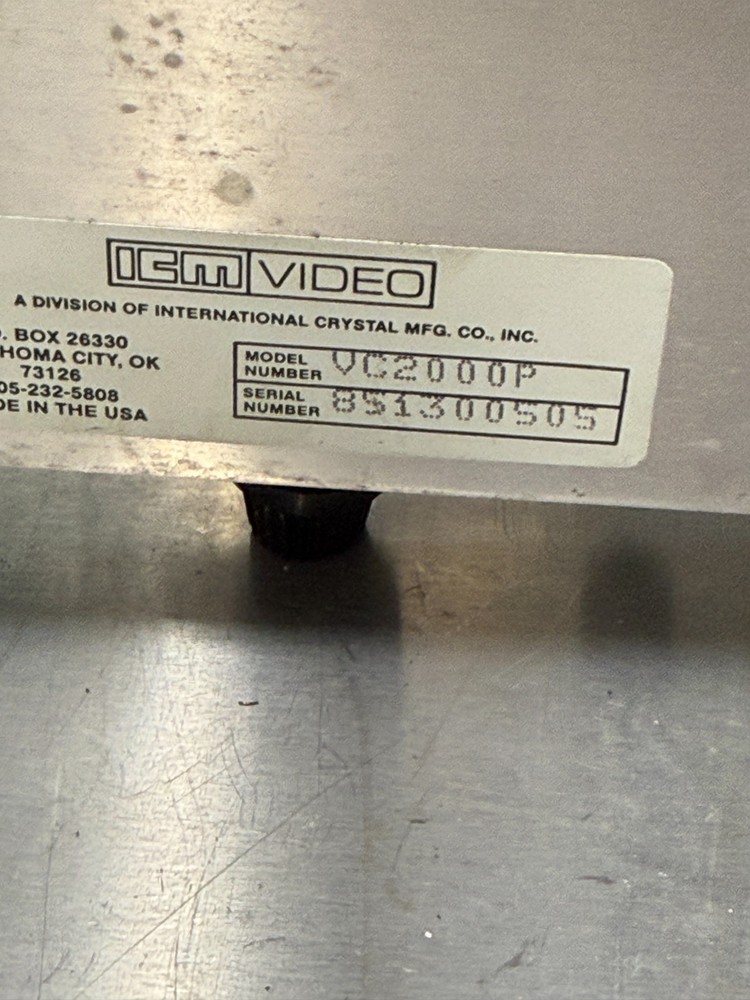 ICM VIDEO
A DIVISION OF INTERNATIONAL CRYSTAL MFG. CO., INC.
. BOX 26330
HOMA CITY, OK
73126
05-232-5808
DE IN THE USA
MODEL NUMBER VC2000P
SERIAL NUMBER 851300505